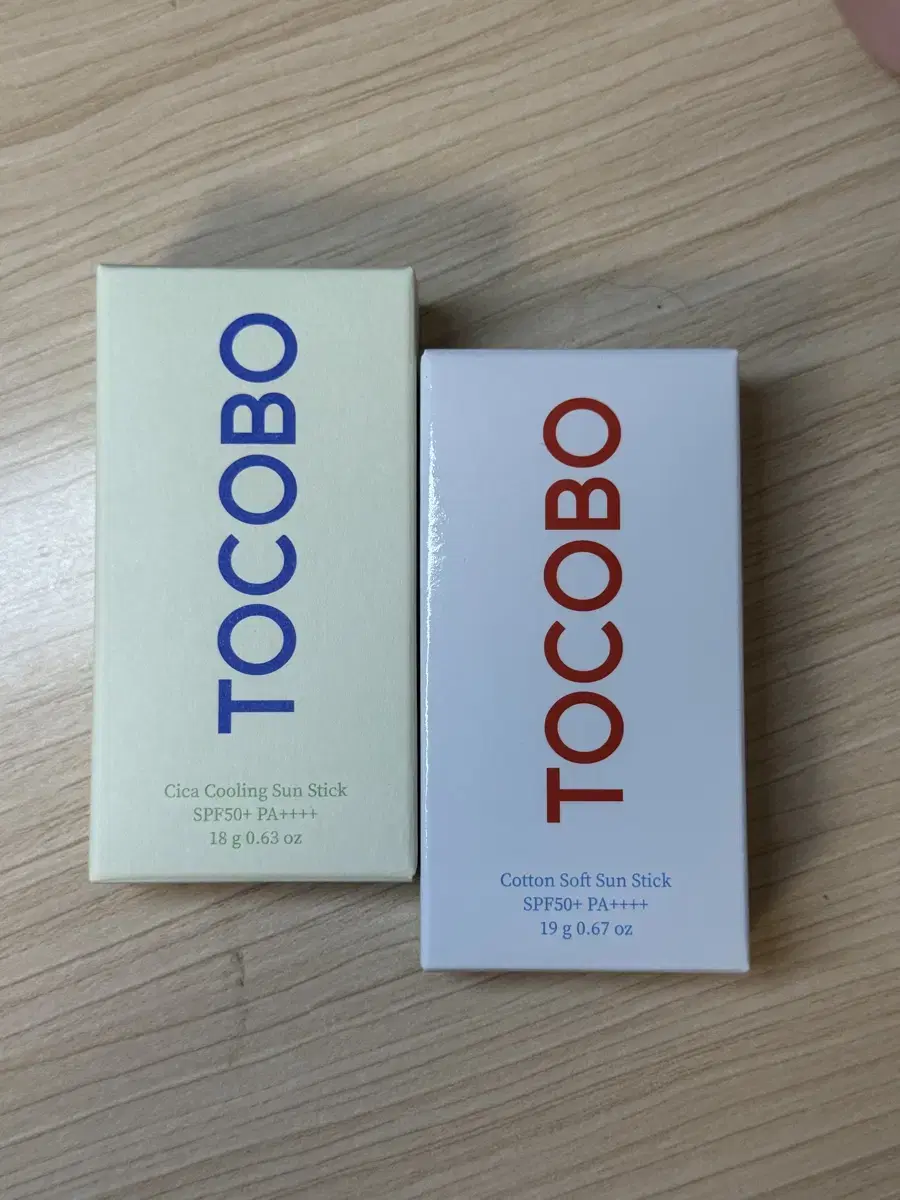 TOCOBO
Cica Cooling Sun Stick
SPF50+ PA++++
18 g 0.63 oz
TOCOBO
Cotton Soft Sun Stick
SPF50+ PA++++
19 g 0.67 oz